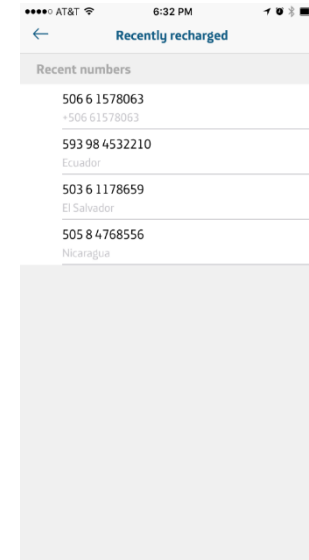 AT&T 6:32 PM
Recently recharged
Recent numbers
506 6 1578063
+506 61578063
593 98 4532210
Ecuador
503 6 1178659
El Salvador
505 8 4768556
Nicaragua